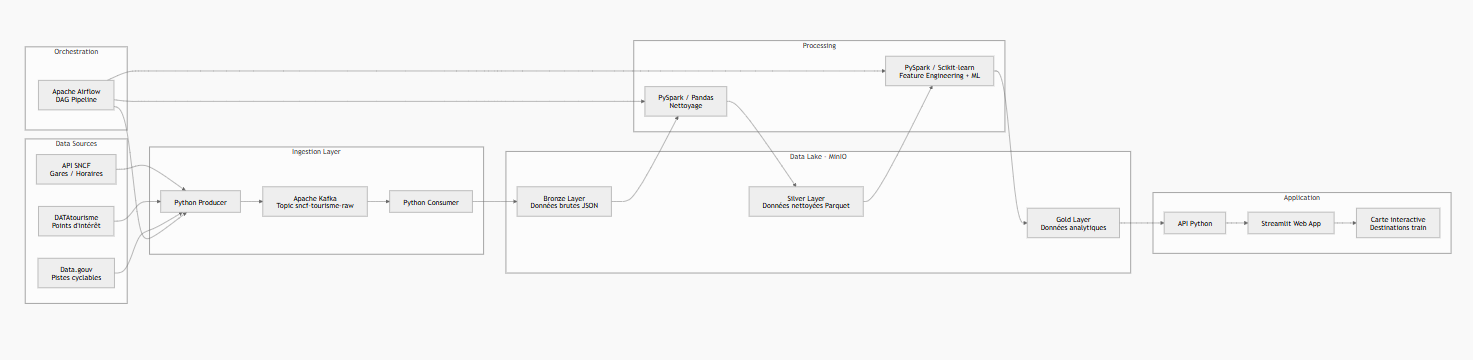 Orchestration
Apache Airflow
DAG Pipeline
Data Sources
API SNCF
Gares / Horaires
DATAtourisme
Points d'intérêt
Data.gouv
Pistes cyclables
Ingestion Layer
Python Producer
Apache Kafka
Topic sncf-tourisme-raw
Python Consumer
Processing
PySpark / Pandas
Nettoyage
PySpark / Scikit-learn
Feature Engineering + ML
Data Lake - MinIO
Bronze Layer
Données brutes JSON
Silver Layer
Données nettoyées Parquet
Gold Layer
Données analytiques
Application
API Python
Streamlit Web App
Carte interactive
Destinations train